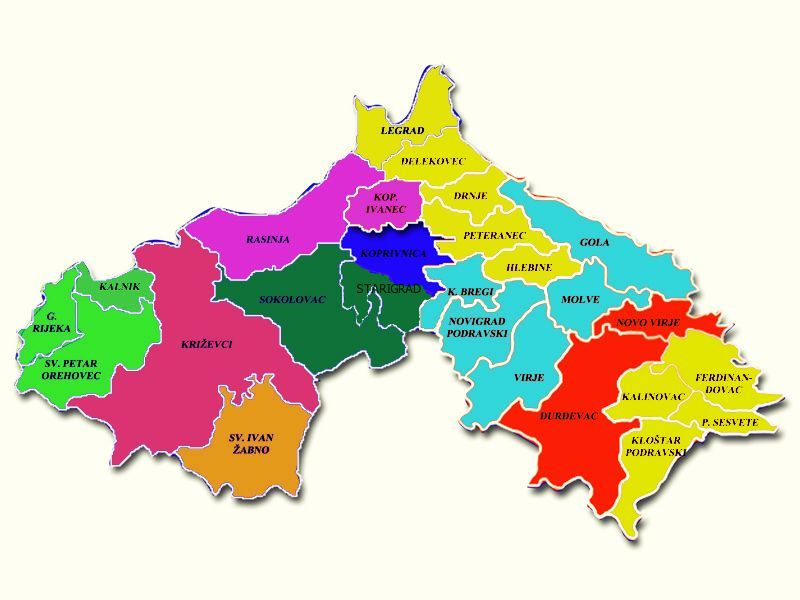 LEGRAD
ĐELEKOVEC
DRNJE
KOP.
IVANEC
PETERANEC
RASINJA
GOLA
KOPRIVNICA
HLEBINE
KALNIK
STARIGRAD
K. BREGI
SOKOLOVAC
MOLVE
G.
RIJEKA
NOVIGRAD
PODRAVSKI
NOVO VIRJE
KRIŽEVCI
SV. PETAR
OREHOVEC
VIRJE
FERDINAN-
DOVAC
KALINOVAC
ĐURĐEVAC
P. SESVETE
SV. IVAN
ŽABNO
KLOŠTAR
PODRAVSKI